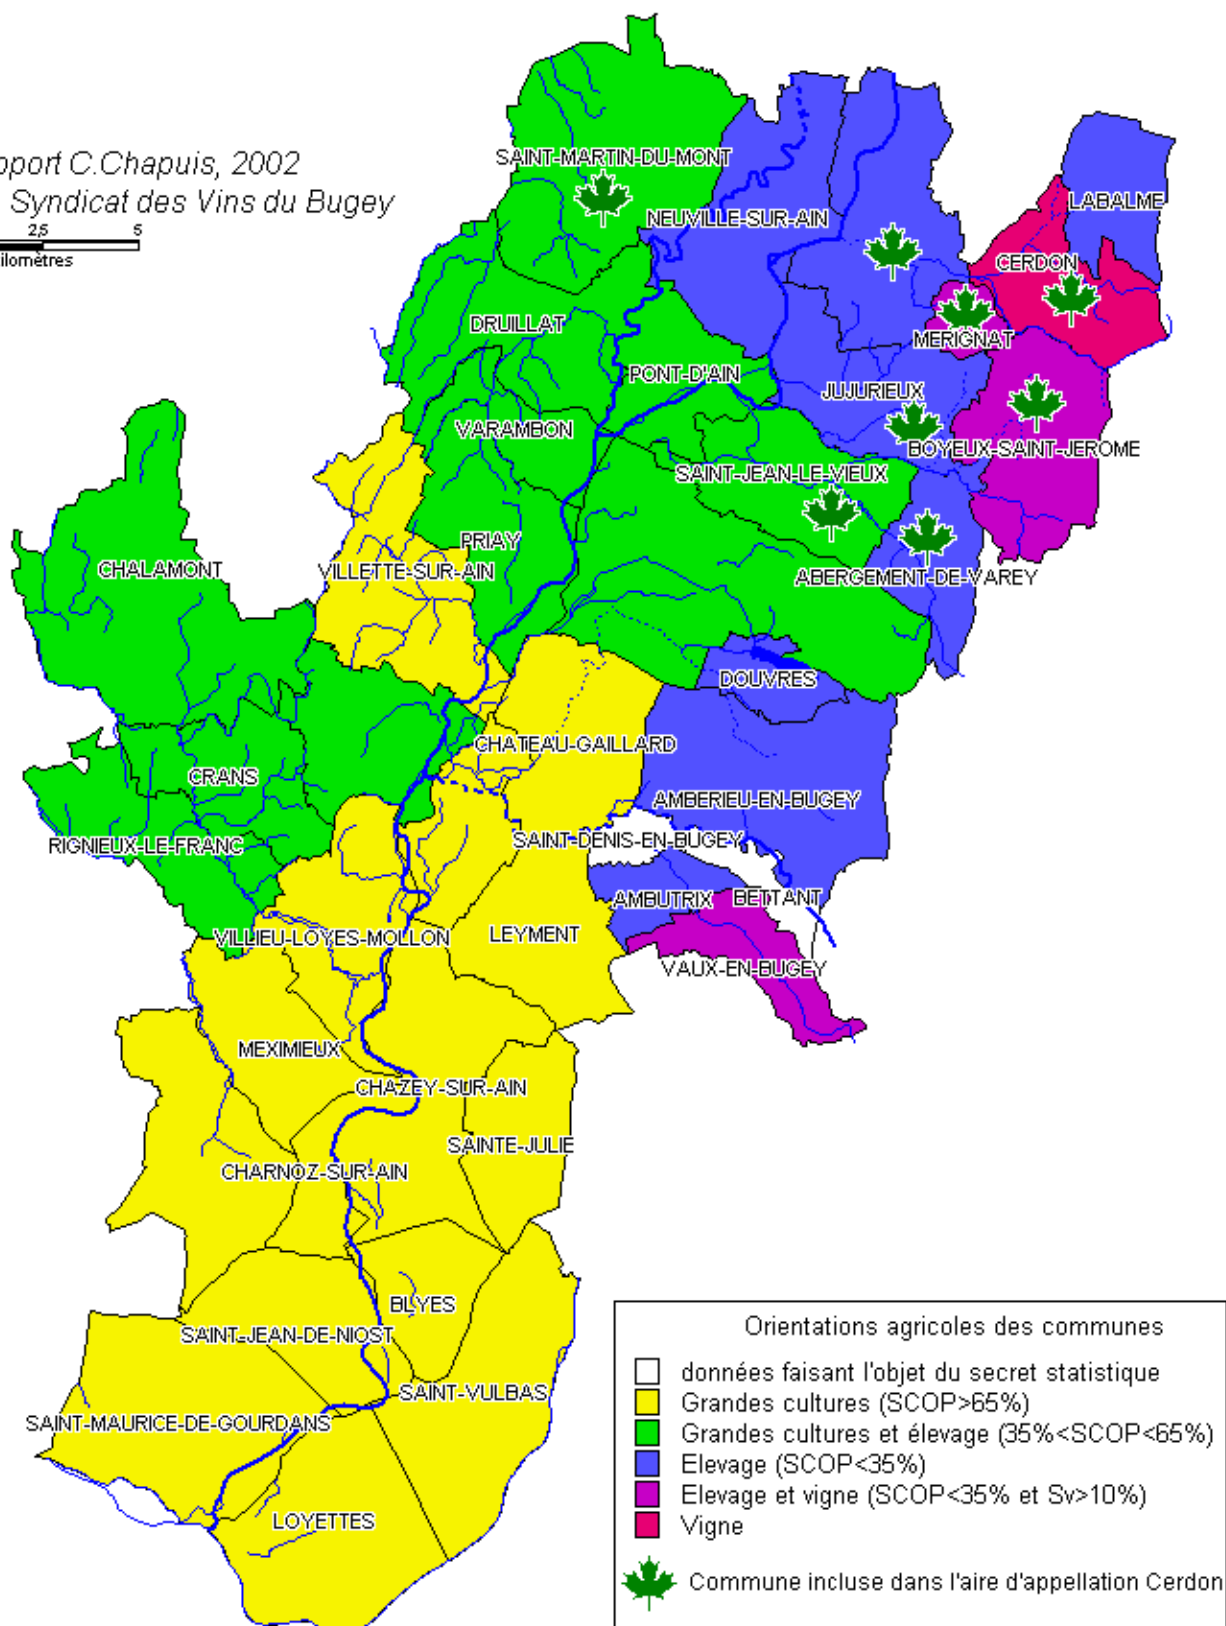 pport C.Chapuis, 2002
Syndicat des Vins du Bugey
25 5
ilomètres
SAINT-MARTIN-DU-MONT
NEUVILLE-SUR-AIN
LABALME
CERDON
MERIGNAT
DRUILLAT
PONT-D'AIN
JUJURIEUX
VARAMBON
BOYEUX-SAINT-JEROME
SAINT-JEAN-LE-VIEUX
PRIAY
CHALAMONT
VILLETTE-SUR-AIN
ABERGEMENT-DE-VAREY
DOUVRES
CHATEAU-GAILLARD
CRANS
AMBERIEU-EN-BUGEY
RIGNIEUX-LE-FRANC
SAINT-DENIS-EN-BUGEY
AMBUTRIX
BETTANT
VILLIEU-LOYES-MOLLON
LEYMENT
VAUX-EN-BUGEY
MEXIMIEUX
CHAZEY-SUR-AIN
SAINTE-JULIE
CHARNOZ-SUR-AIN
BLYES
SAINT-JEAN-DE-NIOST
SAINT-VULBAS
SAINT-MAURICE-DE-GOURDANS
LOYETTES
Orientations agricoles des communes
données faisant l'objet du secret statistique
Grandes cultures (SCOP>65%)
Grandes cultures et élevage (35%<SCOP<65%)
Elevage (SCOP<35%)
Elevage et vigne (SCOP<35% et Sv>10%)
Vigne
Commune incluse dans l'aire d'appellation Cerdon